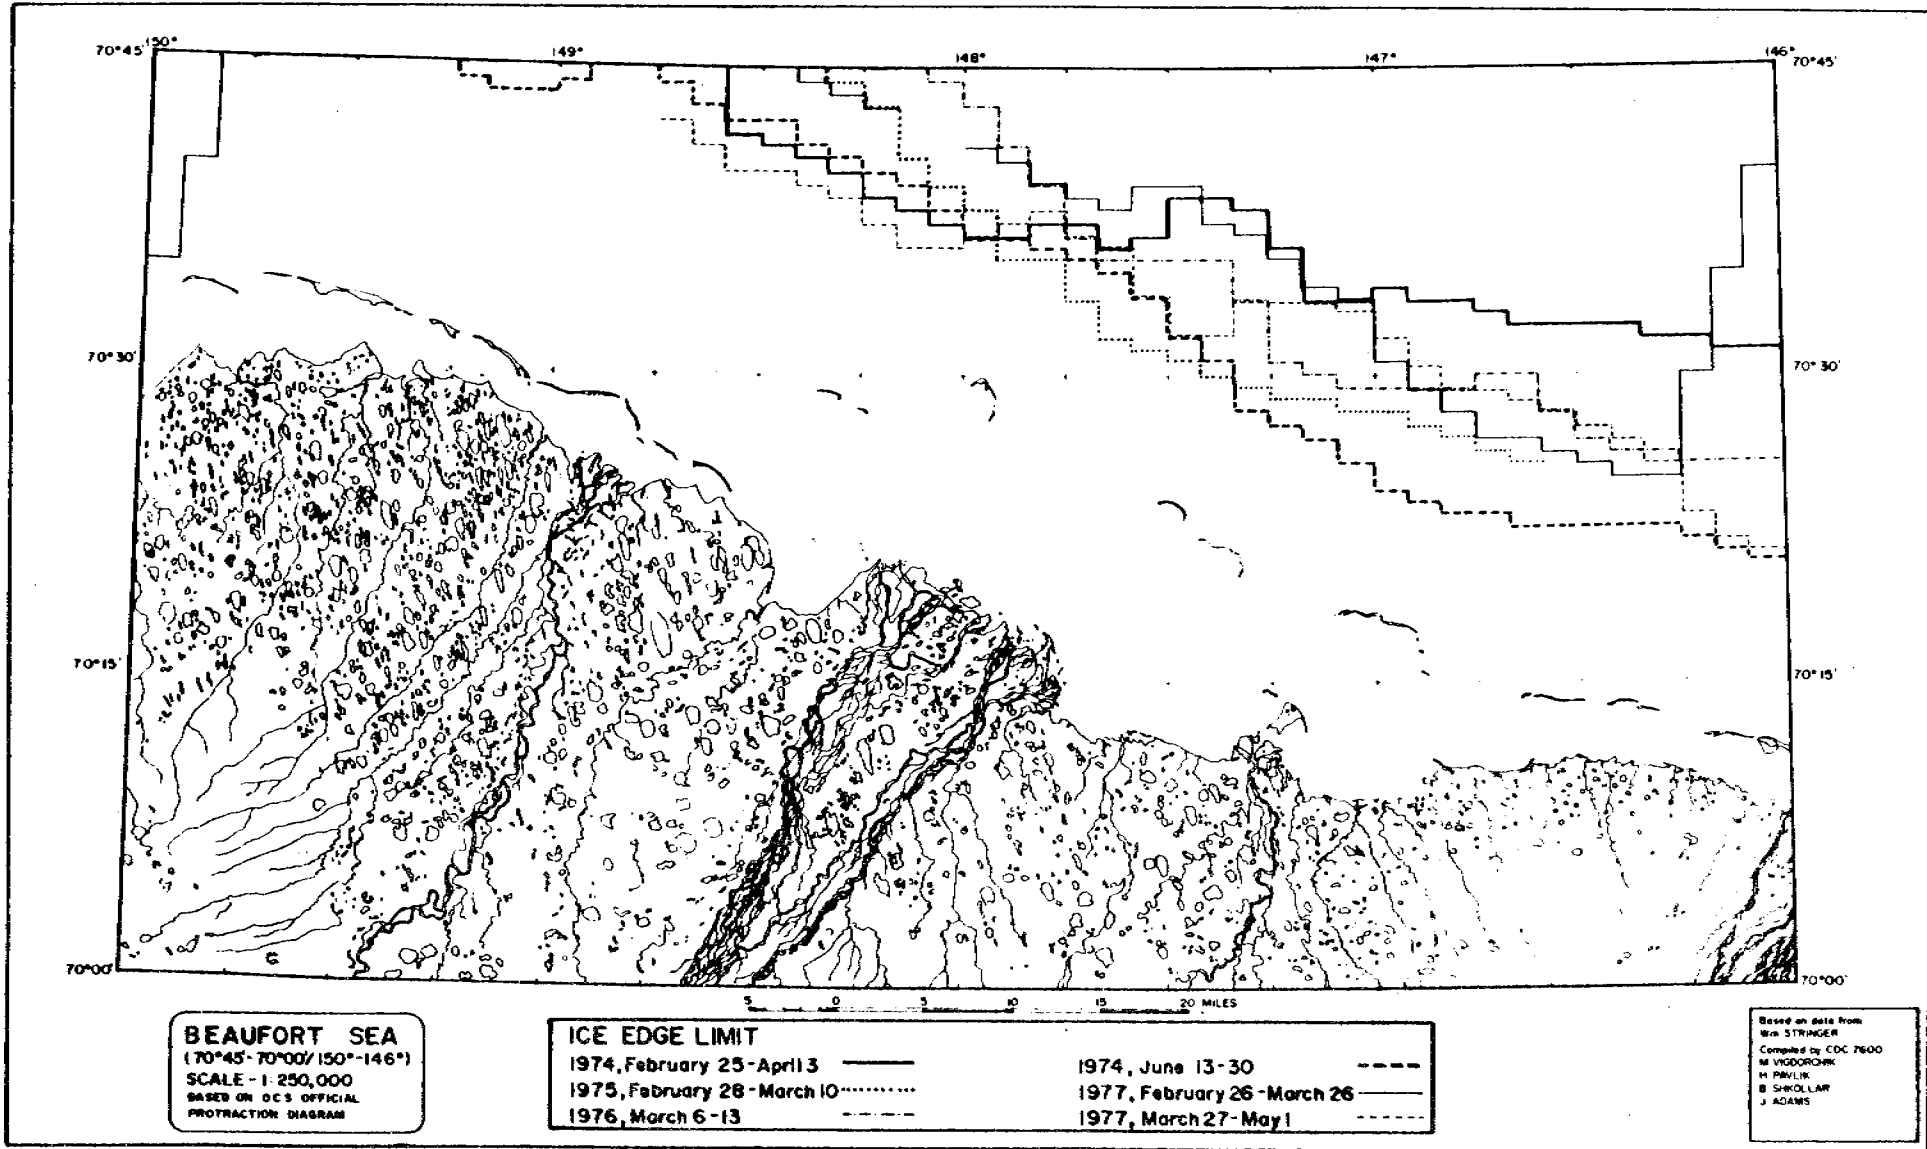 70°45' 150° 149° 148° 147° 146° 70°45'
70°30' 70°30'
70°15' 70°15'
70°00' 70°00'
5 0 5 10 15 20 MILES
BEAUFORT SEA
(70°45'-70°00'/150°-146°)
SCALE - 1:250,000
BASED ON OCS OFFICIAL
PROTRACTION DIAGRAM
ICE EDGE LIMIT
1974, February 25-April 3
1975, February 28-March 10
1976, March 6-13
1974, June 13-30
1977, February 26-March 26
1977, March 27-May 1
Based on data from
Wm STRINGER
Compiled by CDC 7600
M VIGDORCHIK
H PAVLIK
B SHKOLLAR
J ADAMS